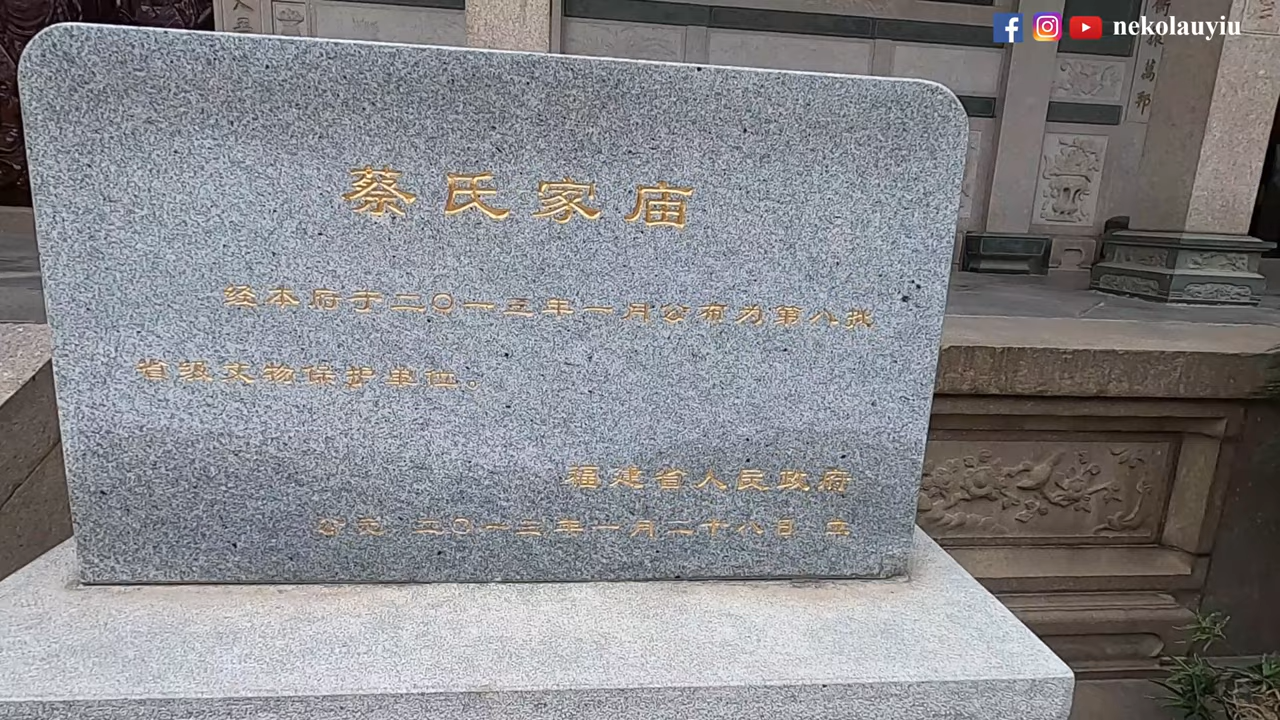 nekolauyiu
蔡氏家庙
经本府于二〇一三年一月公布为第八批
省级文物保护单位。
福建省人民政府
公元 二〇一三年一月二十八日 立
萬邦